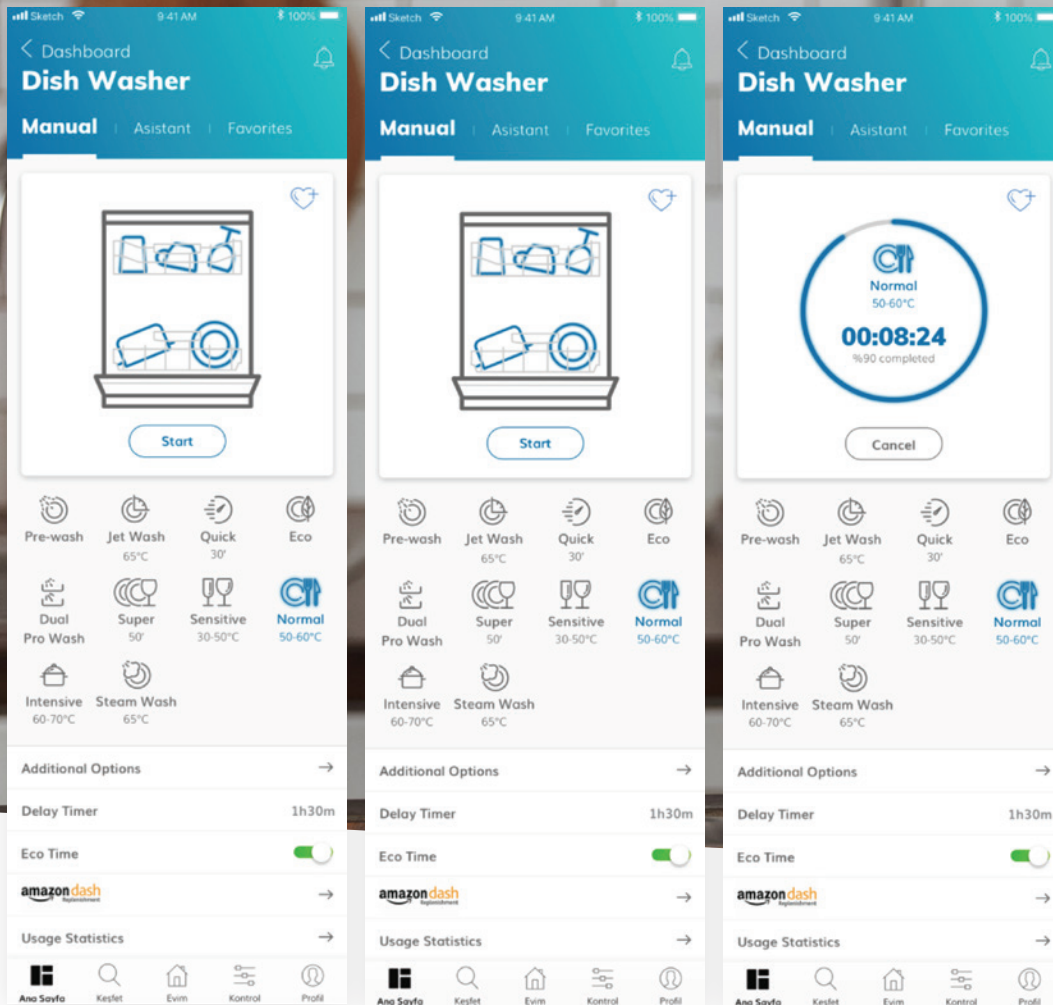 Sketch 9:41 AM 100%
Dashboard
Dish Washer
Manual Asistant Favorites
Start
Pre-wash Jet Wash Quick Eco
65°C 30'
Dual Super Sensitive Normal
Pro Wash 50' 30-50°C 50-60°C
Intensive Steam Wash
60-70°C 65°C
Additional Options
Delay Timer 1h30m
Eco Time
amazon dash
Replenishment
Usage Statistics
Ana Sayfa Keşfet Evim Kontrol Profil
Sketch 9:41 AM 100%
Dashboard
Dish Washer
Manual Asistant Favorites
Start
Pre-wash Jet Wash Quick Eco
65°C 30'
Dual Super Sensitive Normal
Pro Wash 50' 30-50°C 50-60°C
Intensive Steam Wash
60-70°C 65°C
Additional Options
Delay Timer 1h30m
Eco Time
amazon dash
Replenishment
Usage Statistics
Ana Sayfa Keşfet Evim Kontrol Profil
Sketch 9:41 AM 100%
Dashboard
Dish Washer
Manual Asistant Favorites
Normal
50-60°C
00:08:24
%90 completed
Cancel
Pre-wash Jet Wash Quick Eco
65°C 30'
Dual Super Sensitive Normal
Pro Wash 50' 30-50°C 50-60°C
Intensive Steam Wash
60-70°C 65°C
Additional Options
Delay Timer 1h30m
Eco Time
amazon dash
Replenishment
Usage Statistics
Ana Sayfa Keşfet Evim Kontrol Profil